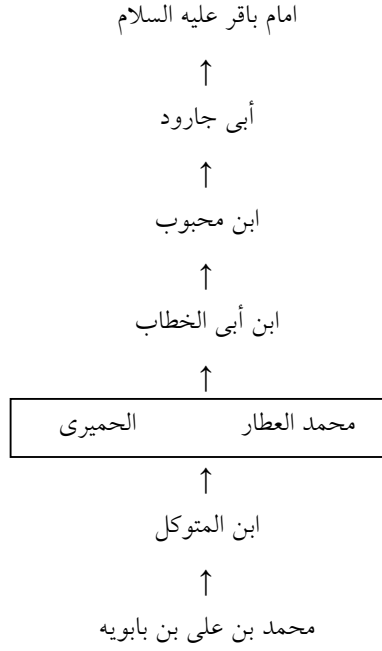 امام باقر علیه السلام
↑
أبی جارود
↑
ابن محبوب
↑
ابن أبی الخطاب
↑
محمد العطار الحمیری
↑
ابن المتوکل
↑
محمد بن علی بن بابویه